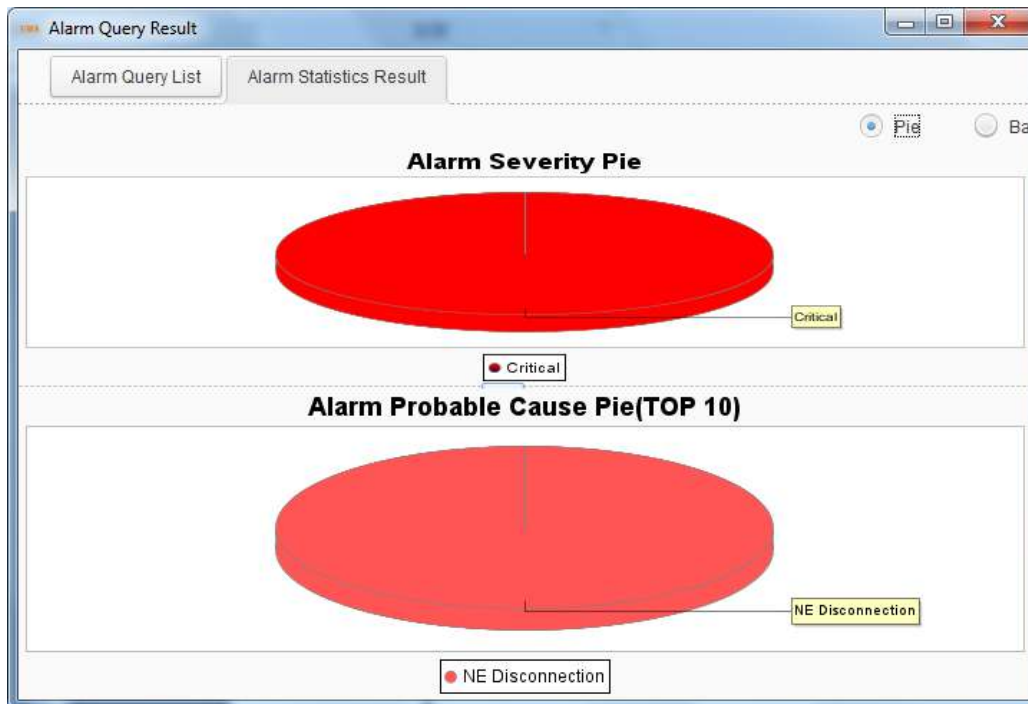 Alarm Query Result
Alarm Query List
Alarm Statistics Result
Pie
Ba
Alarm Severity Pie
Critical
Critical
Alarm Probable Cause Pie(TOP 10)
NE Disconnection
NE Disconnection